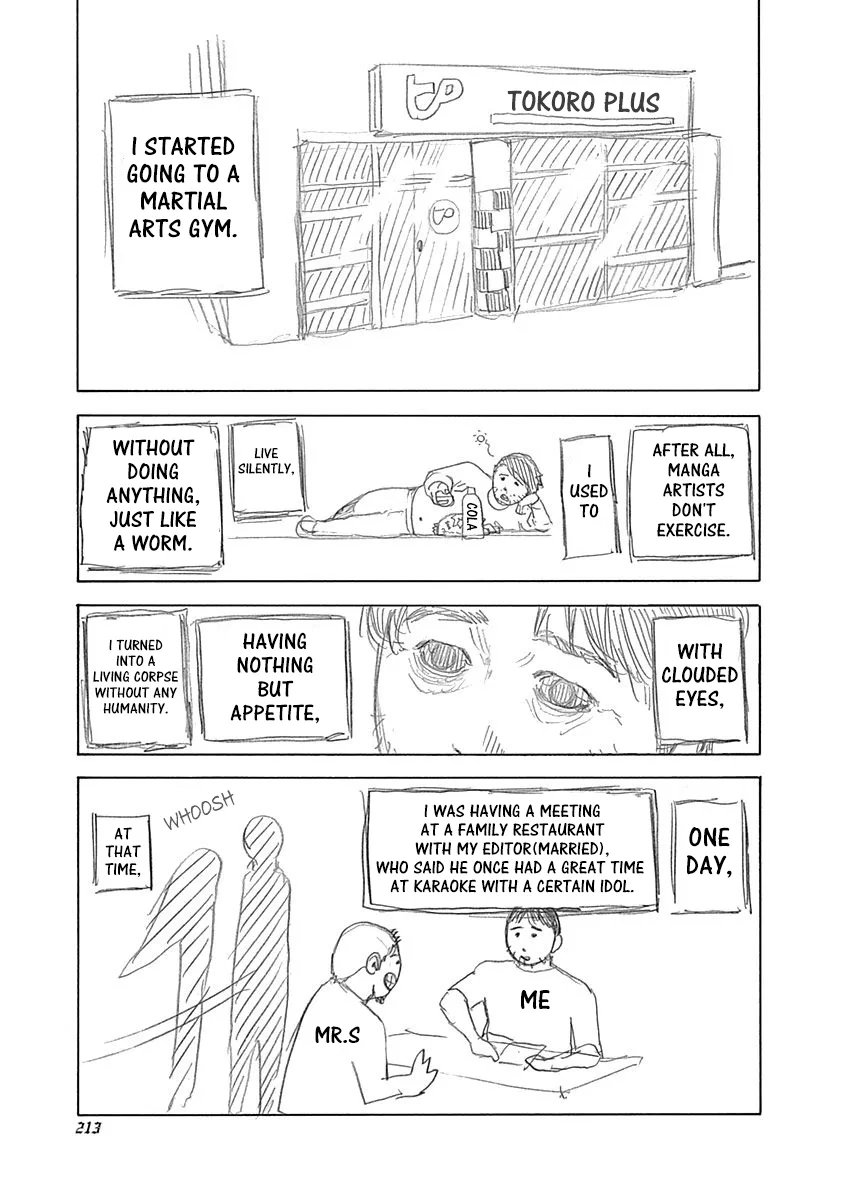 TOKORO PLUS
I STARTED
GOING TO A
MARTIAL
ARTS GYM.
AFTER ALL,
MANGA
ARTISTS
DON'T
EXERCISE.
I
USED
TO
COLA
LIVE
SILENTLY,
WITHOUT
DOING
ANYTHING,
JUST LIKE
A WORM.
WITH
CLOUDED
EYES,
HAVING
NOTHING
BUT
APPETITE,
I TURNED
INTO A
LIVING CORPSE
WITHOUT ANY
HUMANITY.
ONE
DAY,
I WAS HAVING A MEETING
AT A FAMILY RESTAURANT
WITH MY EDITOR(MARRIED),
WHO SAID HE ONCE HAD A GREAT TIME
AT KARAOKE WITH A CERTAIN IDOL.
ME
MR.S
WHOOSH
AT
THAT
TIME,
213